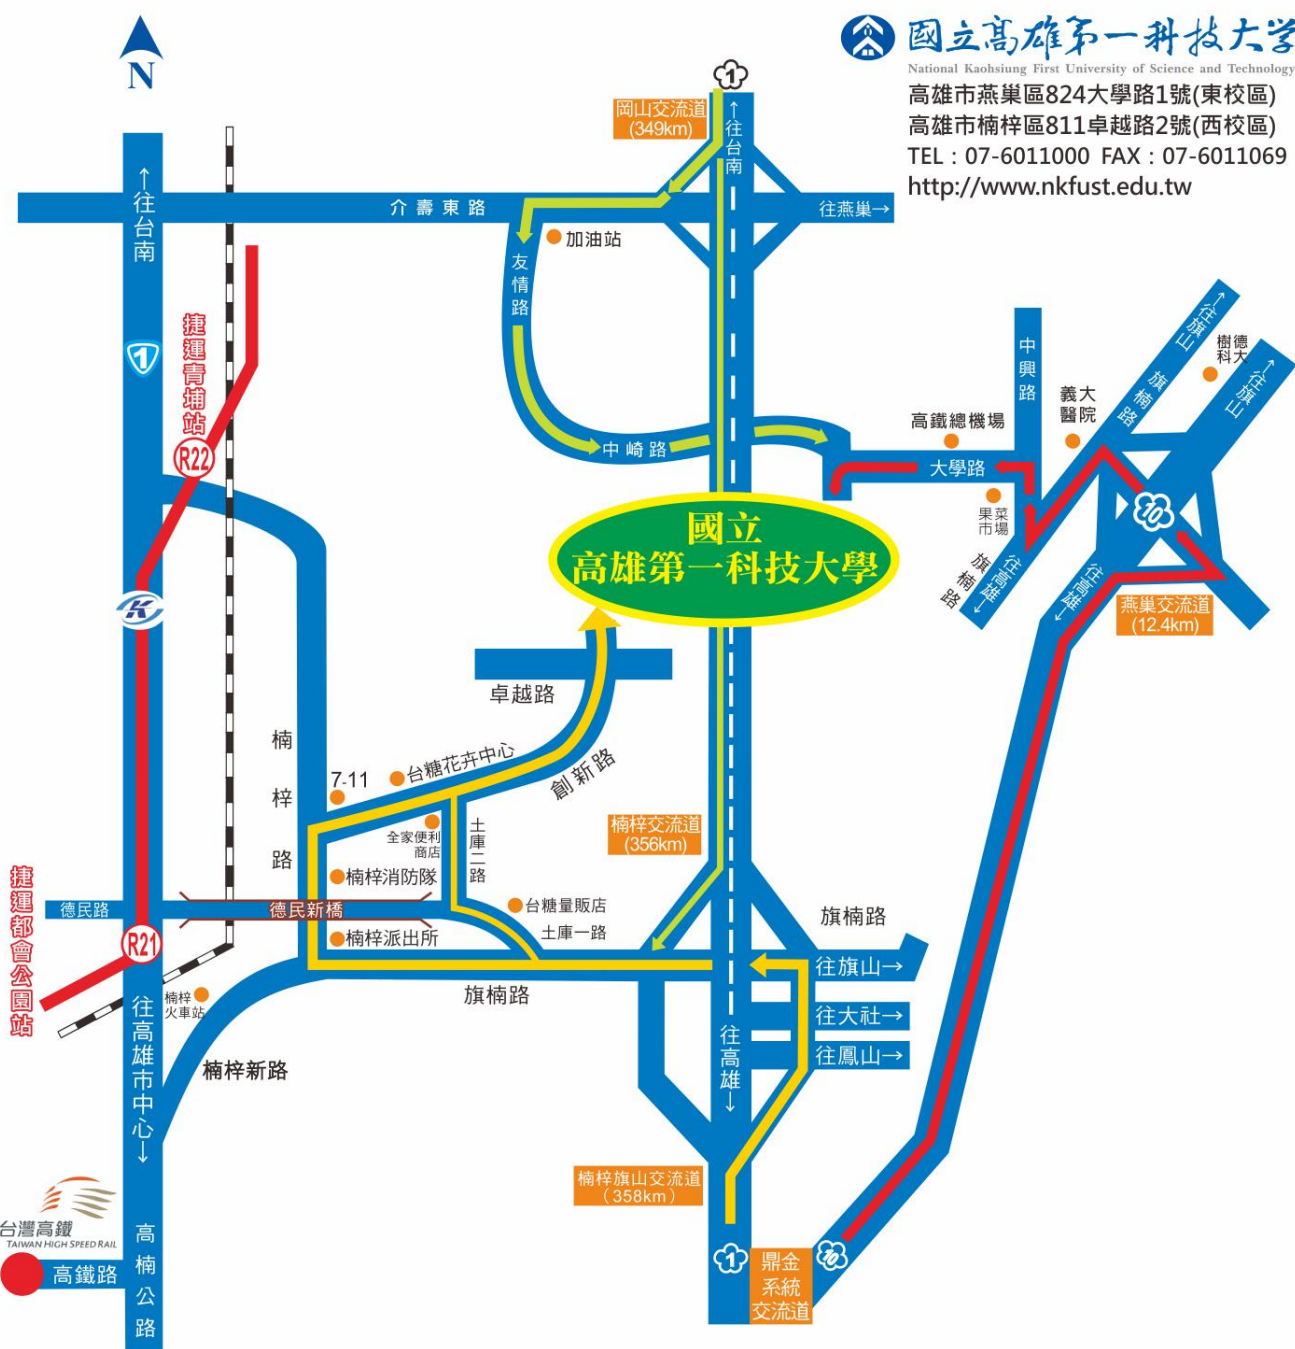 國立高雄第一科技大学
National Kaohsiung First University of Science and Technology
高雄市燕巢區824大學路1號(東校區)
高雄市楠梓區811卓越路2號(西校區)
TEL：07-6011000 FAX：07-6011069
http://www.nkfust.edu.tw
N
1
岡山交流道
(349km)
←往台南
←往台南
介壽東路
往燕巢→
加油站
友情路
1
捷運青埔站
R22
中崎路
高鐵總機場
大學路
中興路
果菜
市場
義大
醫院
旗楠路
←往旗山
樹德
科大
←往旗山
10
旗楠路
往高雄→
往高雄→
燕巢交流道
(12.4km)
國立
高雄第一科技大學
K
卓越路
創新路
台糖花卉中心
7-11
楠梓路
全家便利
商店
土庫二路
楠梓交流道
(356km)
楠梓消防隊
捷運都會公園站
德民路
德民新橋
台糖量販店
土庫一路
旗楠路
R21
楠梓派出所
往旗山→
旗楠路
楠梓
火車站
往大社→
往鳳山→
往高雄→
往高雄市中心→
楠梓新路
楠梓旗山交流道
(358km)
台灣高鐵
TAIWAN HIGH SPEED RAIL
高鐵路
高楠公路
1
鼎金
系統
交流道
10